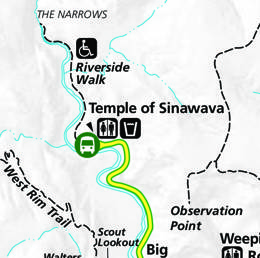 THE NARROWS
Riverside
Walk
Temple of Sinawava
West Rim Trail
Observation
Point
Scout
Lookout
Big